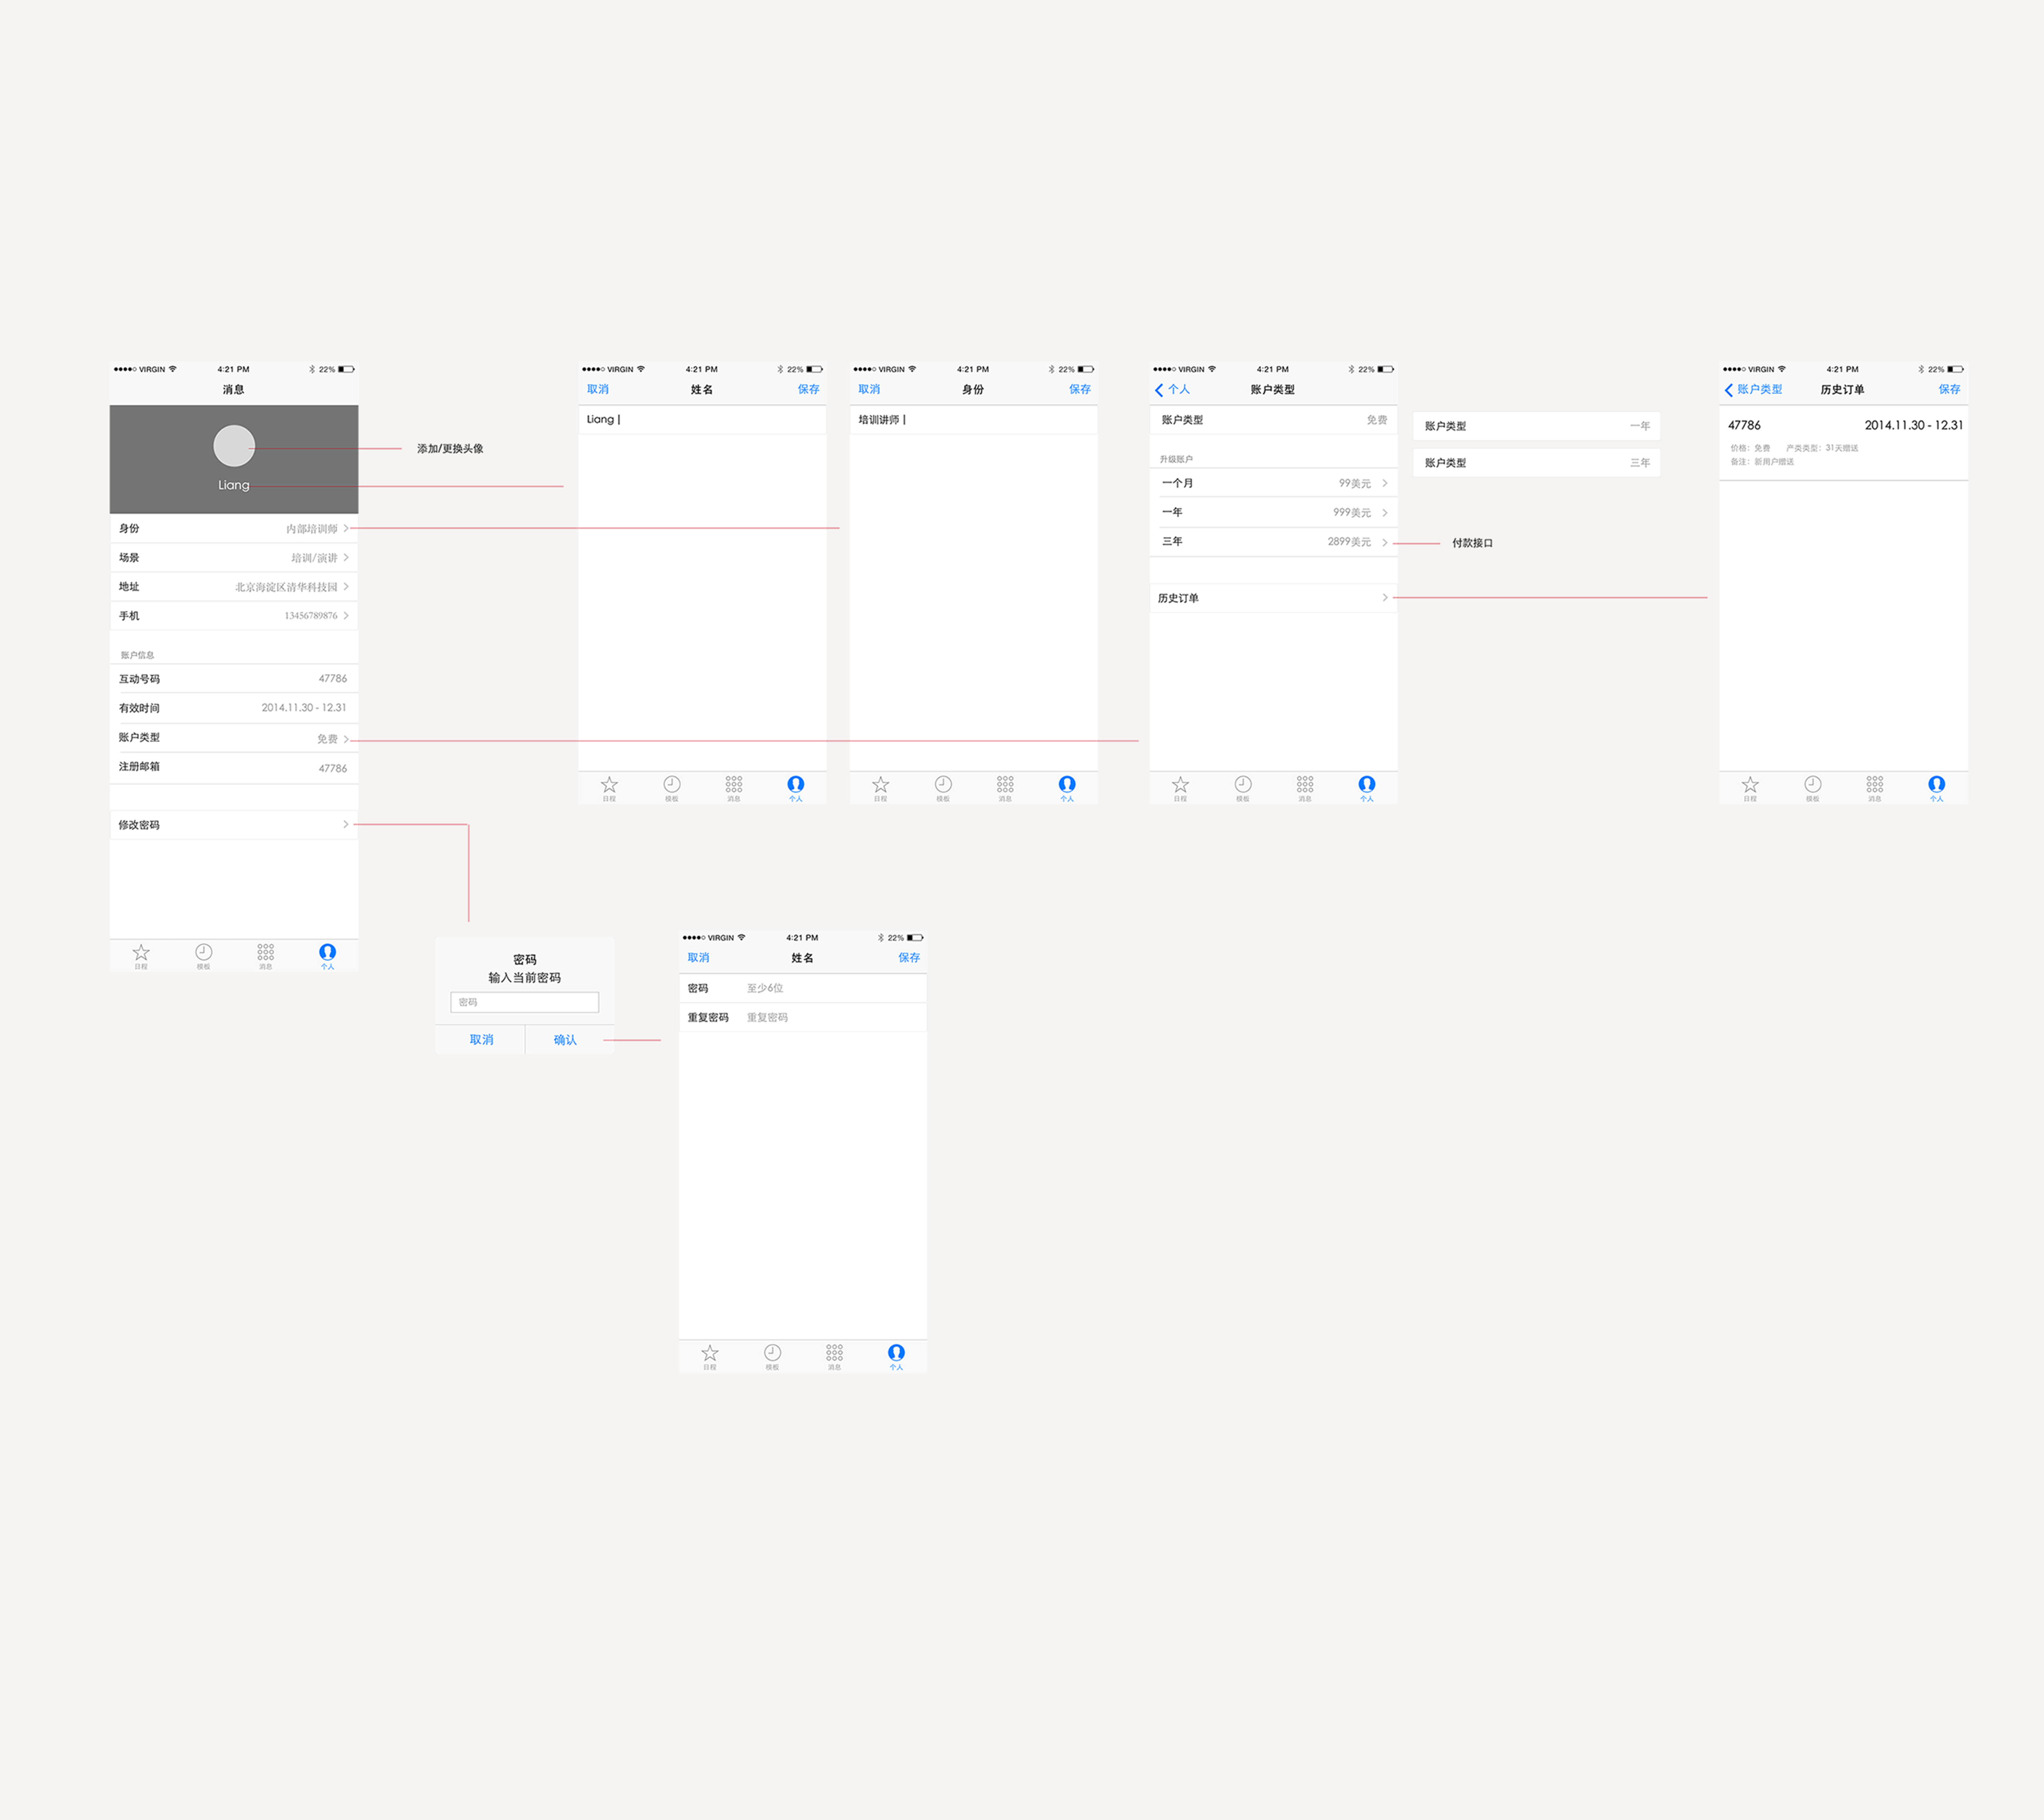 VIRGIN 4:21 PM 22%
消息
添加/更换头像
Liang
身份 内部培训师
场景 培训/演讲
地址 北京海淀区清华科技园
手机 13456789876
账户信息
互动号码 47786
有效时间 2014.11.30 - 12.31
账户类型 免费
注册邮箱 47786
修改密码
日程 模板 消息 个人
VIRGIN 4:21 PM 22%
取消 姓名 保存
Liang
日程 模板 消息 个人
VIRGIN 4:21 PM 22%
取消 身份 保存
培训讲师
日程 模板 消息 个人
VIRGIN 4:21 PM 22%
个人 账户类型
账户类型 免费
升级账户
一个月 99美元
一年 999美元
三年 2899美元
历史订单
日程 模板 消息 个人
账户类型 一年
账户类型 三年
付款接口
VIRGIN 4:21 PM 22%
账户类型 历史订单 保存
47786 2014.11.30 - 12.31
价格：免费 产类类型：31天赠送
备注：新用户赠送
日程 模板 消息 个人
密码
输入当前密码
密码
取消 确认
VIRGIN 4:21 PM 22%
取消 姓名 保存
密码 至少6位
重复密码 重复密码
日程 模板 消息 个人